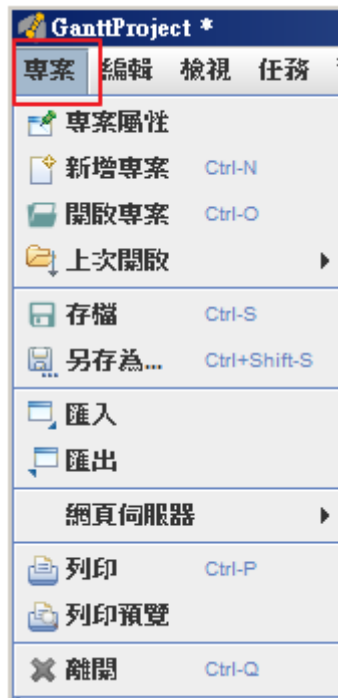 GanttProject *
專案 編輯 檢視 任務
專案屬性
新增專案 Ctrl-N
開啟專案 Ctrl-O
上次開啟
存檔 Ctrl-S
另存為... Ctrl+Shift-S
匯入
匯出
網頁伺服器
列印 Ctrl-P
列印預覽
離開 Ctrl-Q